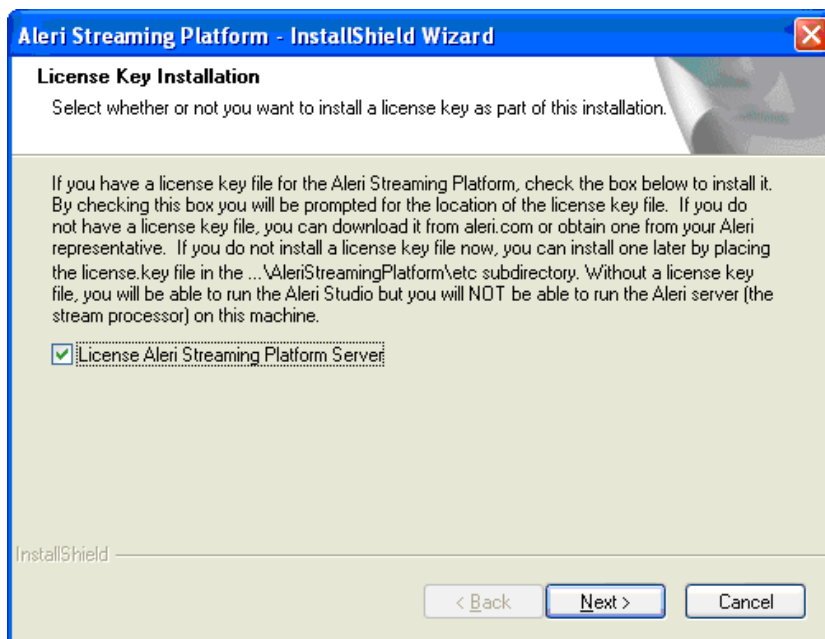 Aleri Streaming Platform - InstallShield Wizard
License Key Installation
Select whether or not you want to install a license key as part of this installation.
If you have a license key file for the Aleri Streaming Platform, check the box below to install it.
By checking this box you will be prompted for the location of the license key file.  If you do
not have a license key file, you can download it from aleri.com or obtain one from your Aleri
representative.  If you do not install a license key file now, you can install one later by placing
the license.key file in the ...\AleriStreamingPlatform\etc subdirectory. Without a license key
file, you will be able to run the Aleri Studio but you will NOT be able to run the Aleri server (the
stream processor) on this machine.
License Aleri Streaming Platform Server
InstallShield
< Back
Next >
Cancel